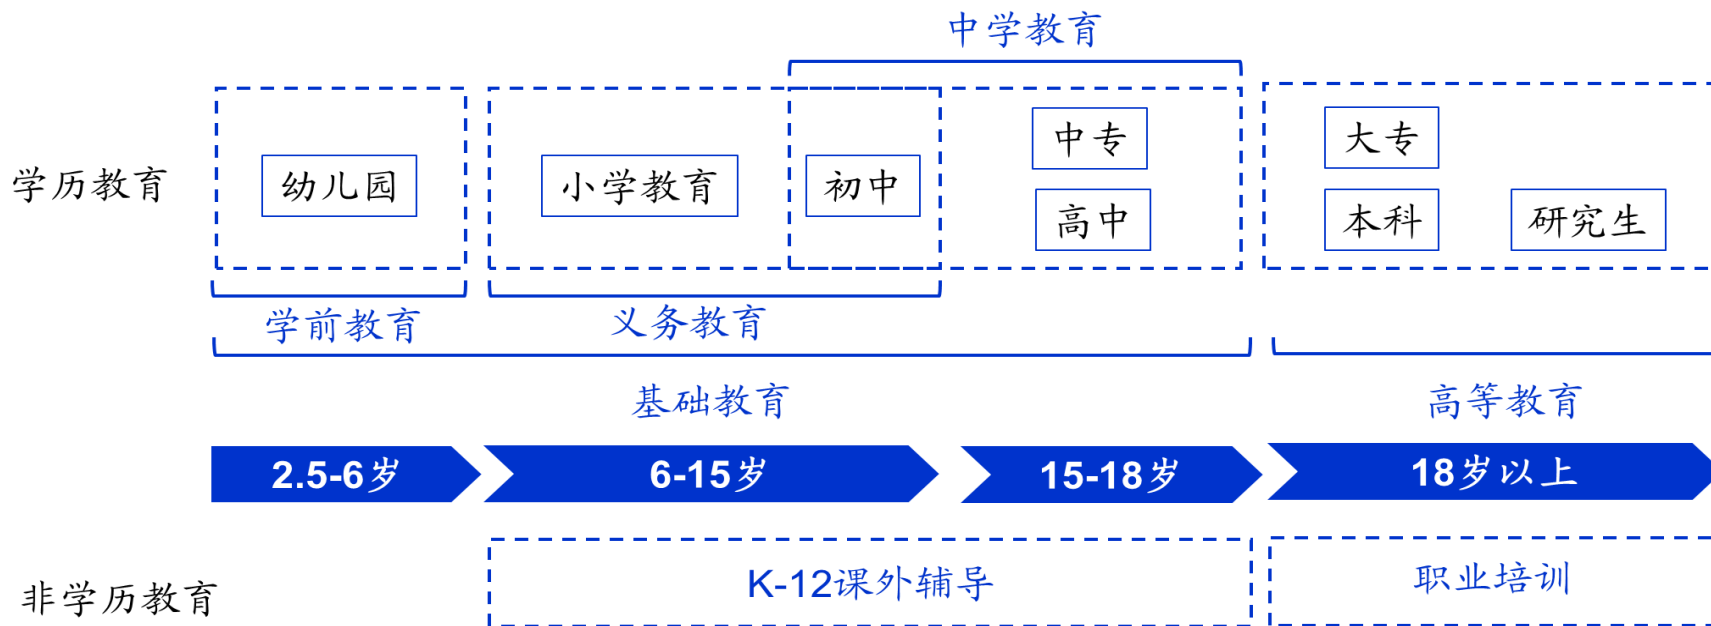 中学教育
学历教育
幼儿园
小学教育
初中
中专
高中
大专
本科
研究生
学前教育
义务教育
基础教育
高等教育
2.5-6岁
6-15岁
15-18岁
18岁以上
非学历教育
K-12课外辅导
职业培训